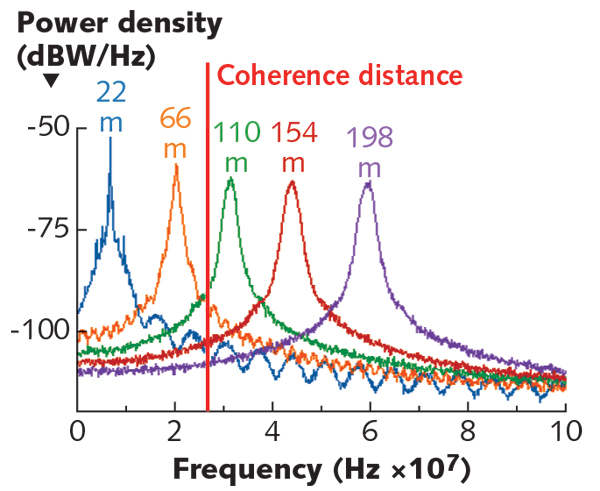 Power density
(dBW/Hz)
Coherence distance
22
m
66
m
110
m
154
m
198
m
-50
-75
-100
0 2 4 6 8 10
Frequency (Hz ×10⁷)